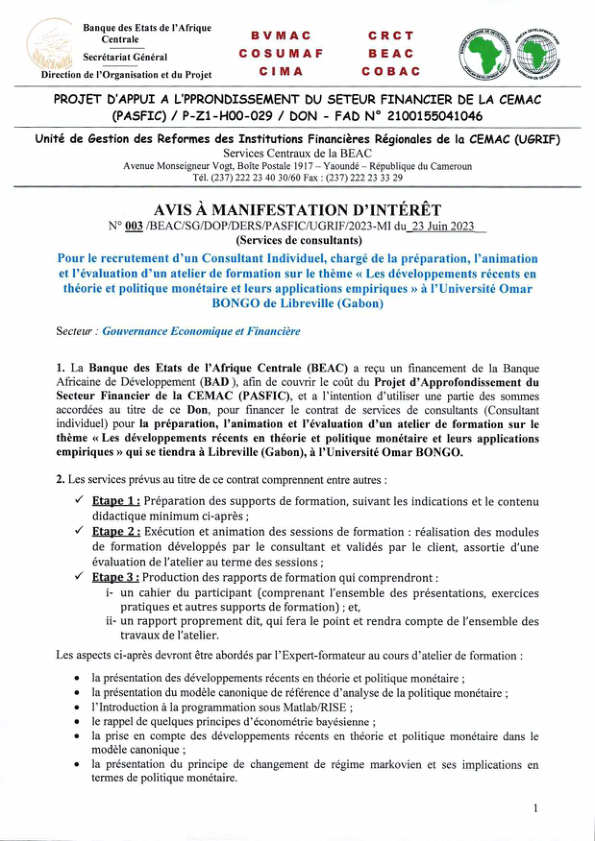 Banque des Etats de l'Afrique
Centrale
Secrétariat Général
Direction de l'Organisation et du Projet
BVMAC CRCT
COSUMAF BEAC
CIMA COBAC
PROJET D'APPUI A L'PPRONDISSEMENT DU SETEUR FINANCIER DE LA CEMAC
(PASFIC) / P-Z1-H00-029 / DON - FAD N° 2100155041046
Unité de Gestion des Reformes des Institutions Financières Régionales de la CEMAC (UGRIF)
Services Centraux de la BEAC
Avenue Monseigneur Vogt, Boîte Postale 1917 – Yaoundé – République du Cameroun
Tél. (237) 222 23 40 30/60 Fax : (237) 222 23 33 29
AVIS À MANIFESTATION D'INTÉRÊT
N° 003 /BEAC/SG/DOP/DERS/PASFIC/UGRIF/2023-MI du 23 Juin 2023
(Services de consultants)
Pour le recrutement d'un Consultant Individuel, chargé de la préparation, l'animation
et l'évaluation d'un atelier de formation sur le thème « Les développements récents en
théorie et politique monétaire et leurs applications empiriques » à l'Université Omar
BONGO de Libreville (Gabon)
Secteur : Gouvernance Economique et Financière
1. La Banque des Etats de l'Afrique Centrale (BEAC) a reçu un financement de la Banque
Africaine de Développement (BAD ), afin de couvrir le coût du Projet d'Approfondissement du
Secteur Financier de la CEMAC (PASFIC), et a l'intention d'utiliser une partie des sommes
accordées au titre de ce Don, pour financer le contrat de services de consultants (Consultant
individuel) pour la préparation, l'animation et l'évaluation d'un atelier de formation sur le
thème « Les développements récents en théorie et politique monétaire et leurs applications
empiriques » qui se tiendra à Libreville (Gabon), à l'Université Omar BONGO.
2. Les services prévus au titre de ce contrat comprennent entre autres :
✓ Etape 1 : Préparation des supports de formation, suivant les indications et le contenu
didactique minimum ci-après ;
✓ Etape 2 : Exécution et animation des sessions de formation : réalisation des modules
de formation développés par le consultant et validés par le client, assortie d'une
évaluation de l'atelier au terme des sessions ;
✓ Etape 3 : Production des rapports de formation qui comprendront :
i- un cahier du participant (comprenant l'ensemble des présentations, exercices
pratiques et autres supports de formation) ; et,
ii- un rapport proprement dit, qui fera le point et rendra compte de l'ensemble des
travaux de l'atelier.
Les aspects ci-après devront être abordés par l'Expert-formateur au cours d'atelier de formation :
• la présentation des développements récents en théorie et politique monétaire ;
• la présentation du modèle canonique de référence d'analyse de la politique monétaire ;
• l'Introduction à la programmation sous Matlab/RISE ;
• le rappel de quelques principes d'économétrie bayésienne ;
• la prise en compte des développements récents en théorie et politique monétaire dans le
modèle canonique ;
• la présentation du principe de changement de régime markovien et ses implications en
termes de politique monétaire.
1